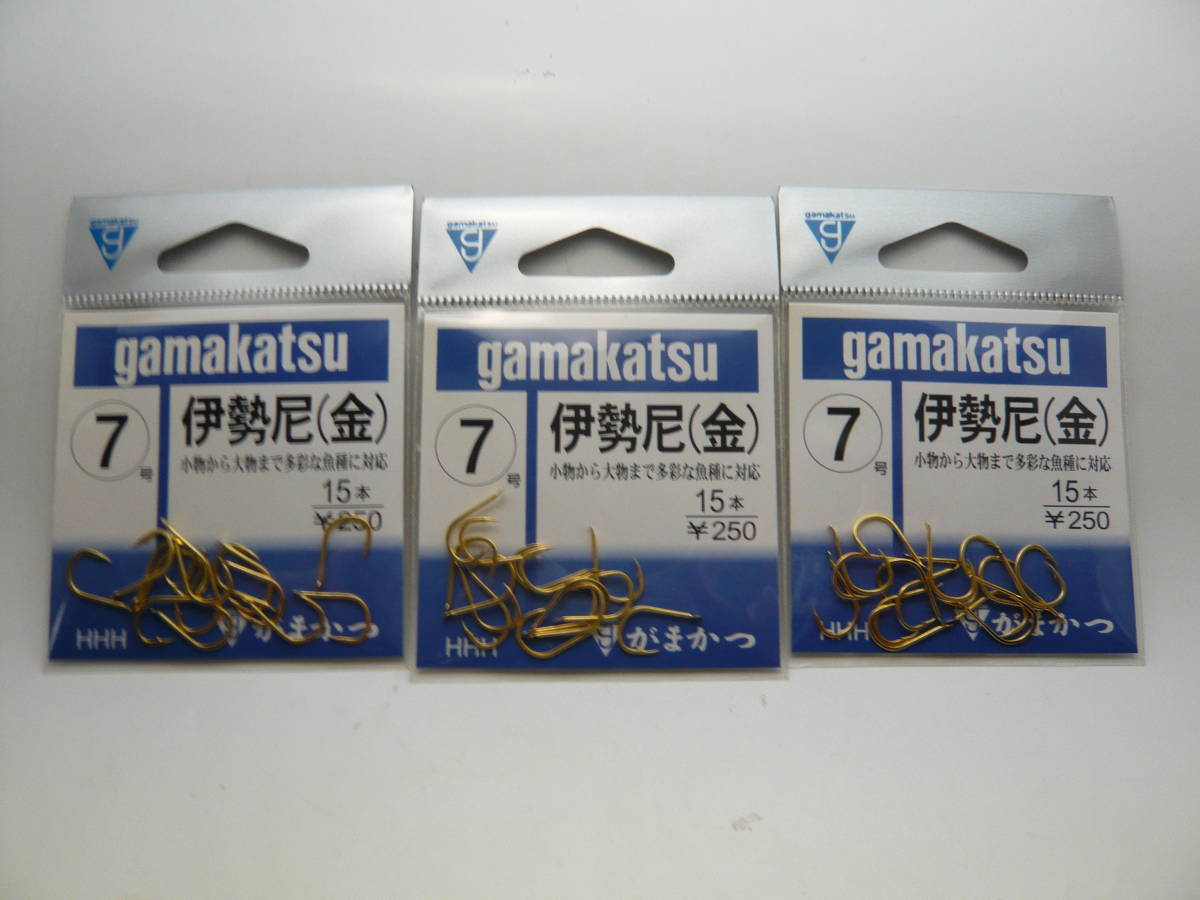 gamakatsu
g
gamakatsu
7号
伊勢尼(金)
小物から大物まで多彩な魚種に対応
15本
¥250
HHH
がまかつ
gamakatsu
g
gamakatsu
7号
伊勢尼(金)
小物から大物まで多彩な魚種に対応
15本
¥250
HHH
がまかつ
gamakatsu
g
gamakatsu
7号
伊勢尼(金)
小物から大物まで多彩な魚種に対応
15本
¥250
HHH
がまかつ